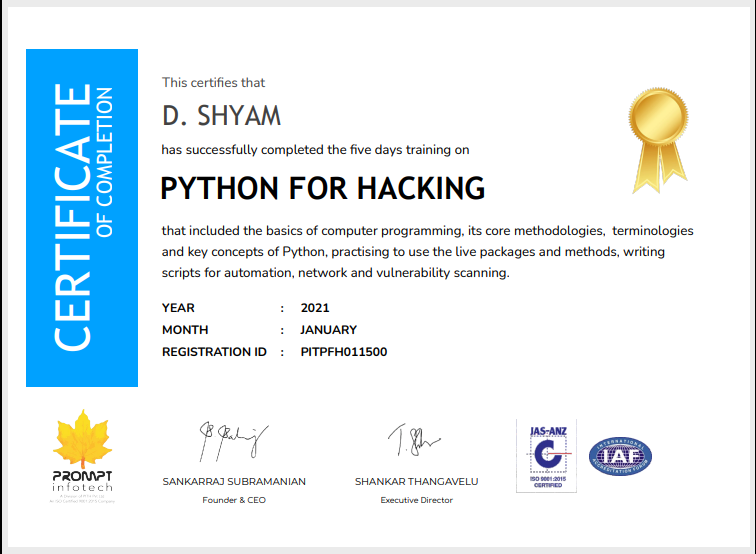 CERTIFICATE
OF COMPLETION
This certifies that
D. SHYAM
has successfully completed the five days training on
PYTHON FOR HACKING
that included the basics of computer programming, its core methodologies, terminologies
and key concepts of Python, practising to use the live packages and methods, writing
scripts for automation, network and vulnerability scanning.
YEAR : 2021
MONTH : JANUARY
REGISTRATION ID : PITPFH011500
PROMPT
infotech
SANKARRAJ SUBRAMANIAN
Founder & CEO
SHANKAR THANGAVELU
Executive Director
JAS-ANZ
ISO 9001:2015
CERTIFIED
INTERNATIONAL
IAF
ACCREDITATION FORUM